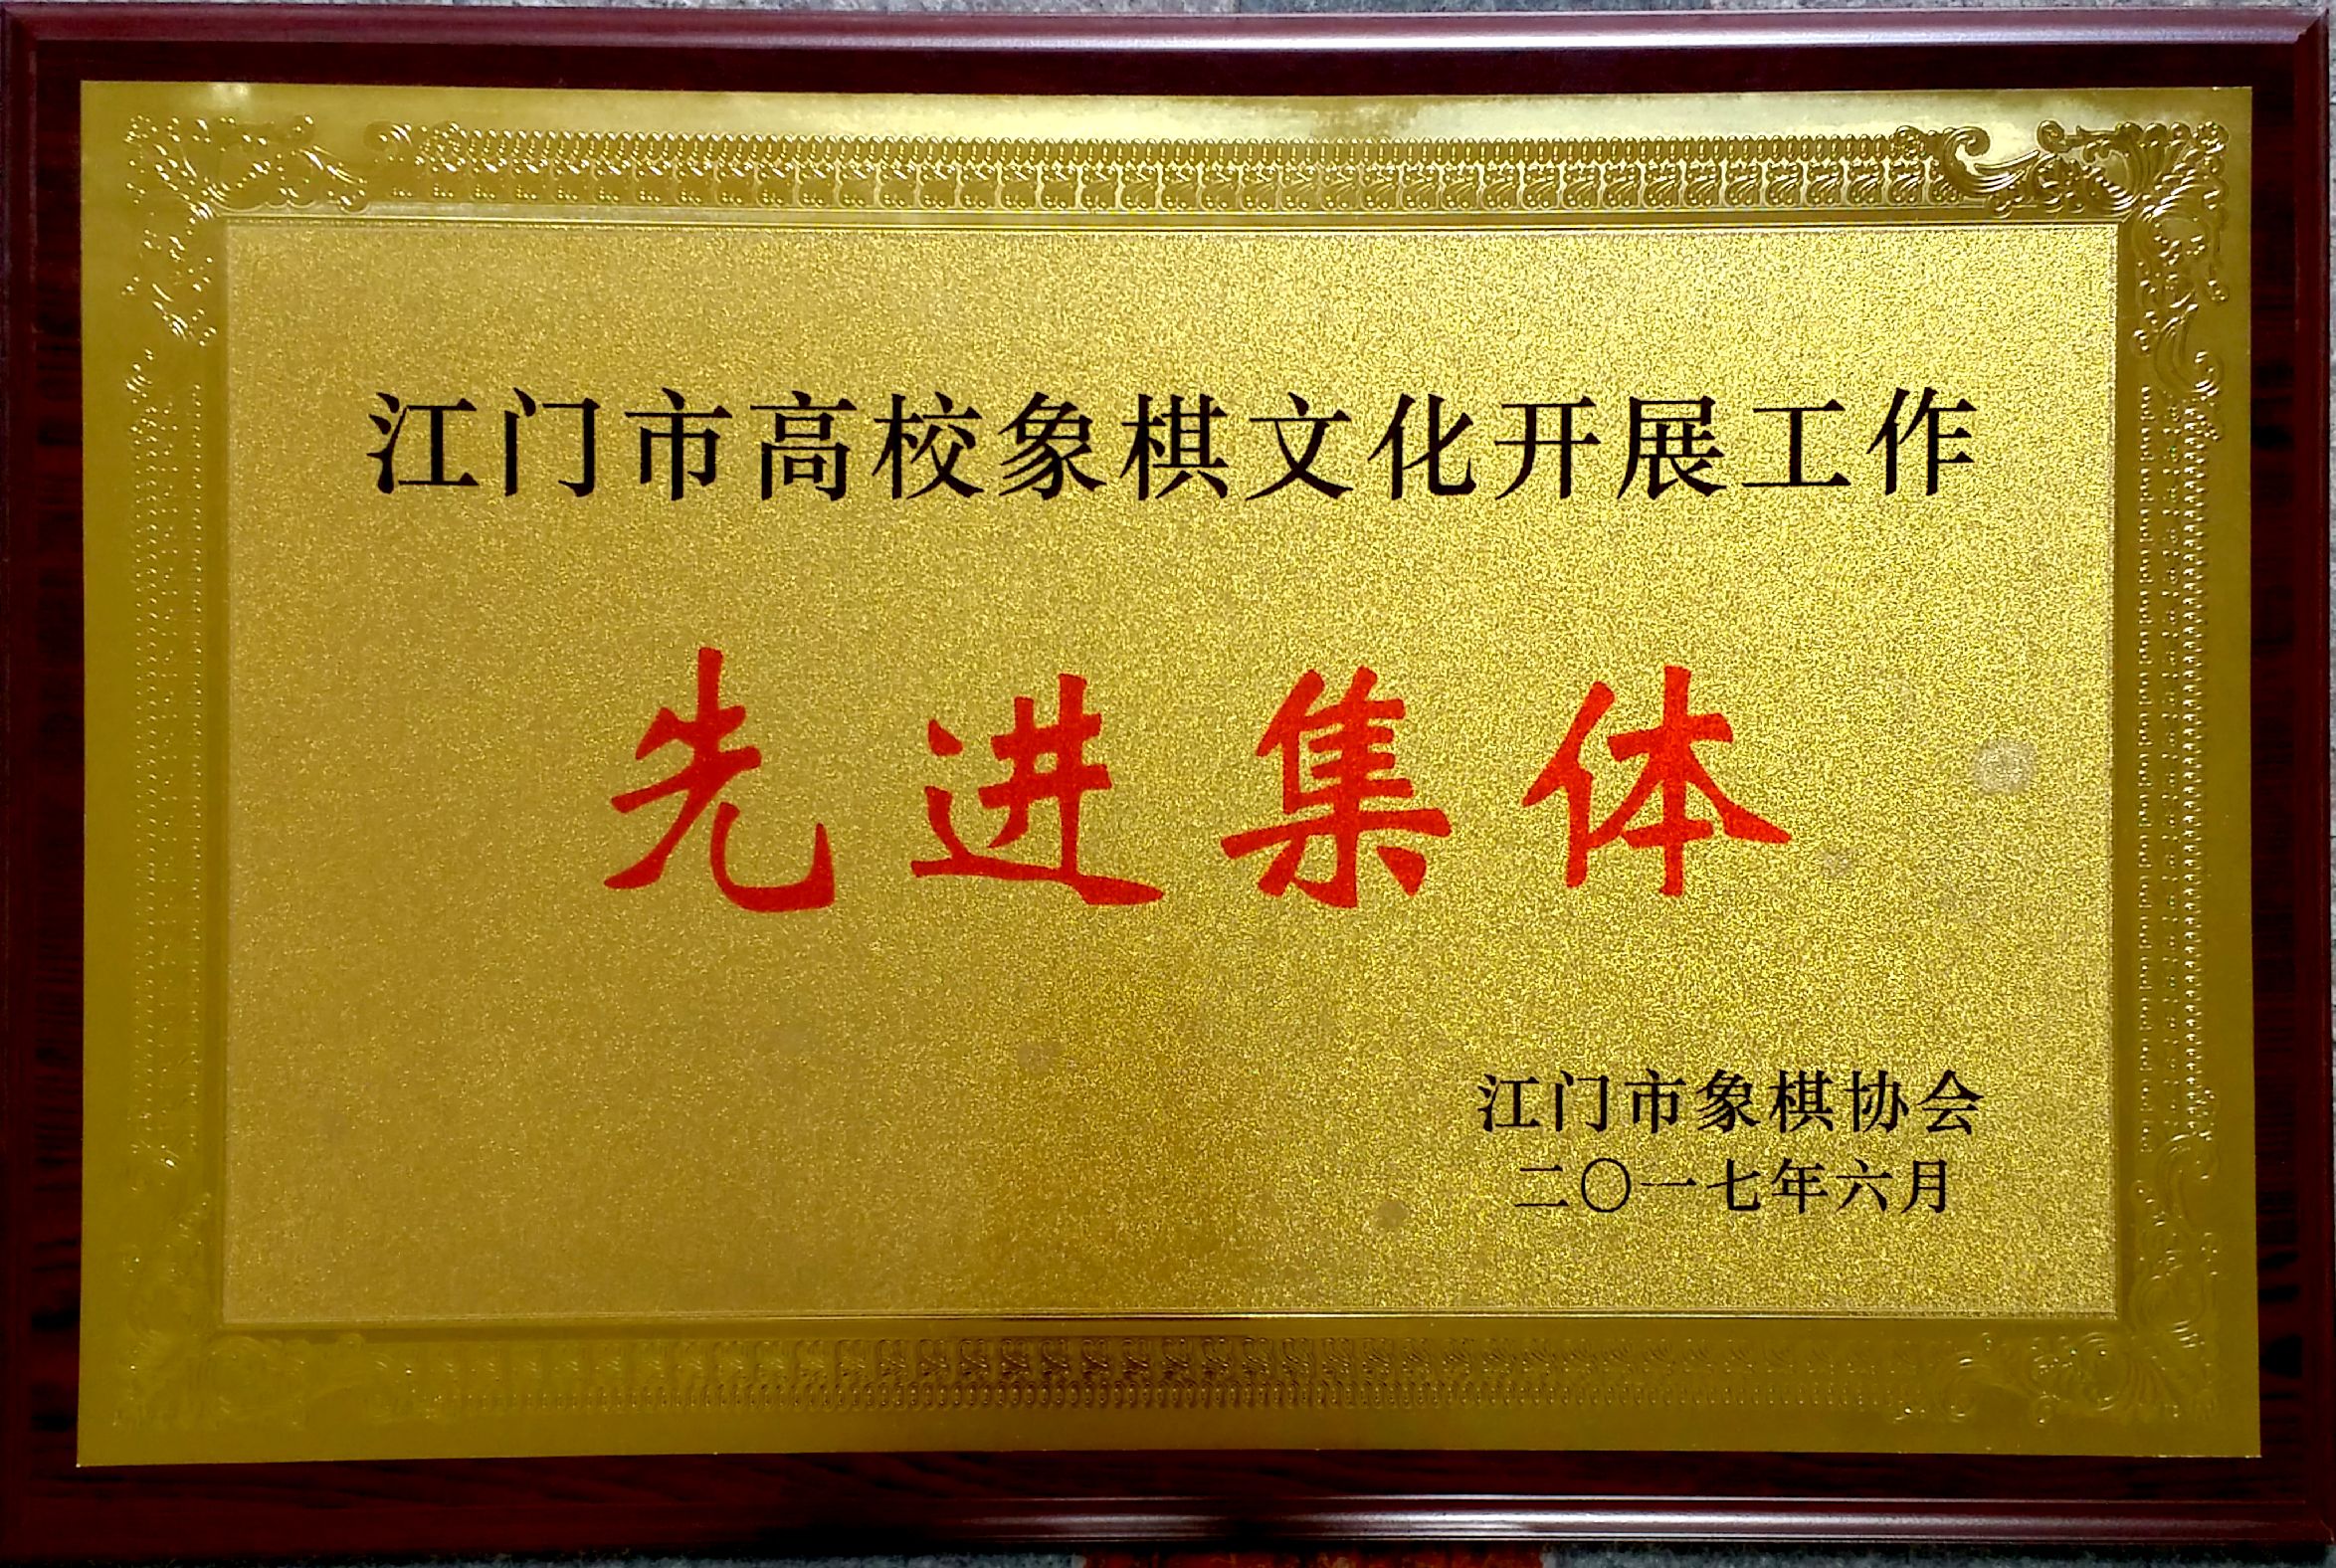 江门市高校象棋文化开展工作
先进集体
江门市象棋协会
二〇一七年六月